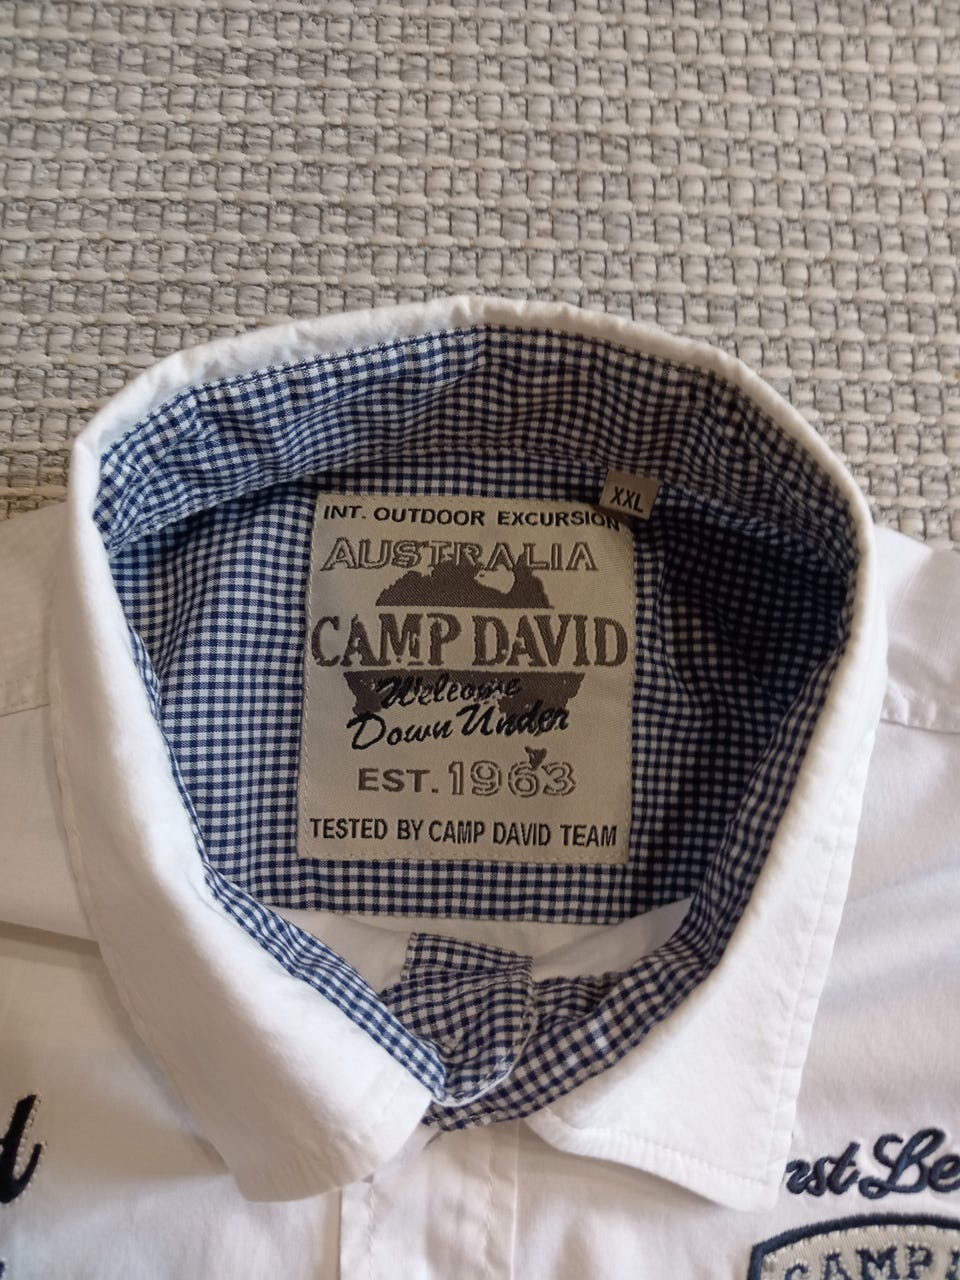 XXL
INT. OUTDOOR EXCURSION
AUSTRALIA
CAMP DAVID
Welcome
Down Under
EST. 1963
TESTED BY CAMP DAVID TEAM